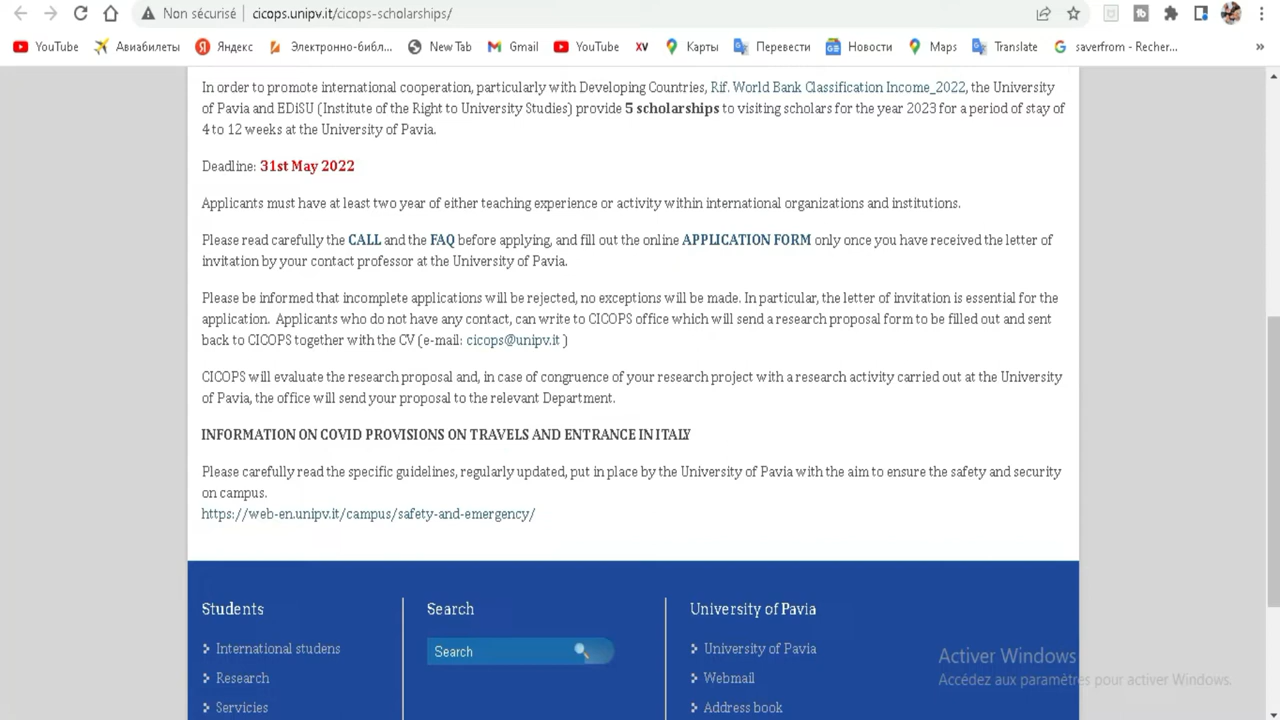 Non sécurisé cicops.unipv.it/cicops-scholarships/
YouTube Авиабилеты Яндекс Электронно-библ... New Tab Gmail YouTube XV Карты Перевести Новости Maps Translate saverfrom - Recher... »
In order to promote international cooperation, particularly with Developing Countries, Rif. World Bank Classification Income_2022, the University
of Pavia and EDiSU (Institute of the Right to University Studies) provide 5 scholarships to visiting scholars for the year 2023 for a period of stay of
4 to 12 weeks at the University of Pavia.
Deadline: 31st May 2022
Applicants must have at least two year of either teaching experience or activity within international organizations and institutions.
Please read carefully the CALL and the FAQ before applying, and fill out the online APPLICATION FORM only once you have received the letter of
invitation by your contact professor at the University of Pavia.
Please be informed that incomplete applications will be rejected, no exceptions will be made. In particular, the letter of invitation is essential for the
application. Applicants who do not have any contact, can write to CICOPS office which will send a research proposal form to be filled out and sent
back to CICOPS together with the CV (e-mail: cicops@unipv.it )
CICOPS will evaluate the research proposal and, in case of congruence of your research project with a research activity carried out at the University
of Pavia, the office will send your proposal to the relevant Department.
INFORMATION ON COVID PROVISIONS ON TRAVELS AND ENTRANCE IN ITALY
Please carefully read the specific guidelines, regularly updated, put in place by the University of Pavia with the aim to ensure the safety and security
on campus.
https://web-en.unipv.it/campus/safety-and-emergency/
Students
International studens
Research
Servicies
Search
Search
University of Pavia
University of Pavia
Webmail
Address book
Activer Windows
Accédez aux paramètres pour activer Windows.